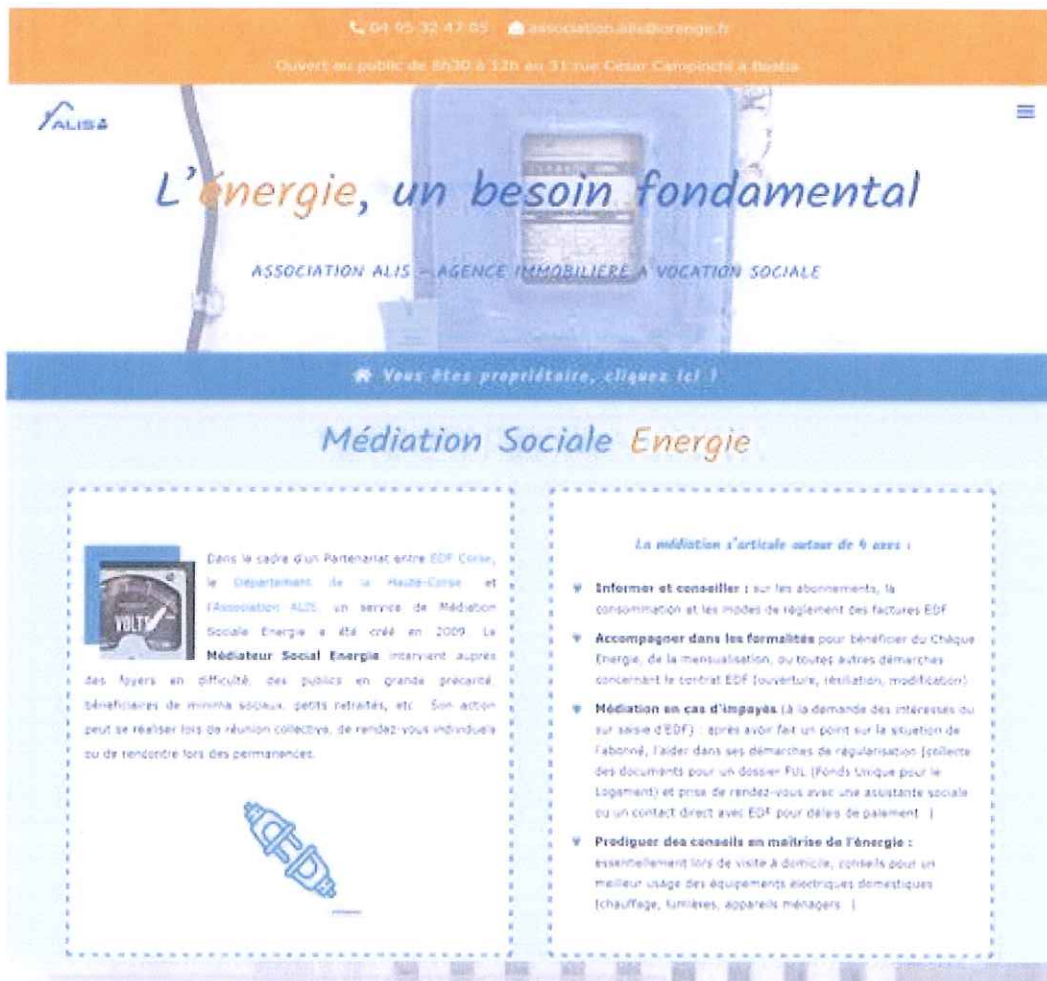 04 95 32 47 05 association.alis@orange.fr
Ouvert au public de 8h30 à 12h au 31 rue César Campinchi à Bastia
ALIS
L'énergie, un besoin fondamental
ASSOCIATION ALIS – AGENCE IMMOBILIERE A VOCATION SOCIALE
Vous êtes propriétaire, cliquez ici !
Médiation Sociale Energie
Dans le cadre d'un Partenariat entre EDF Corse,
le Département de la Haute-Corse et
l'Association ALIS, un service de Médiation
Sociale Energie a été créé en 2009. Le
Médiateur Social Energie intervient auprès
des foyers en difficulté, des publics en grande précarité,
bénéficiaires de minima sociaux, petits retraités, etc. Son action
peut se réaliser lors de réunion collective, de rendez-vous individuels
ou de rencontre lors des permanences.
VOLTS
La médiation s'articule autour de 4 axes :
Informer et conseiller : sur les abonnements, la
consommation et les modes de règlement des factures EDF
Accompagner dans les formalités pour bénéficier du Chèque
Energie, de la mensualisation, ou toutes autres démarches
concernant le contrat EDF (ouverture, résiliation, modification)
Médiation en cas d'impayés (à la demande des intéressés ou
sur saisie d'EDF) : après avoir fait un point sur la situation de
l'abonné, l'aider dans ses démarches de régularisation (collecte
des documents pour un dossier FUL (Fonds Unique pour le
Logement) et prise de rendez-vous avec une assistante sociale
ou un contact direct avec EDF pour délais de paiement...)
Prodiguer des conseils en maîtrise de l'énergie :
essentiellement lors de visite à domicile, conseils pour un
meilleur usage des équipements électriques domestiques
(chauffage, lumières, appareils ménagers...)